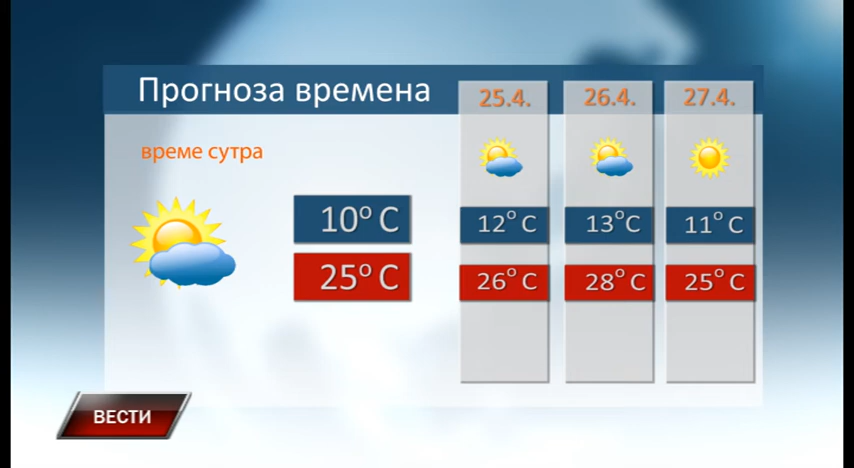 Прогноза времена
25.4. 26.4. 27.4.
време сутра
10° C 12° C 13°C 11° C
25° C 26° C 28° C 25° C
ВЕСТИ